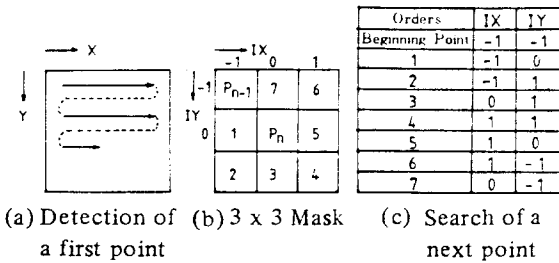 X
Y
IX
-1 0 1
-1
IY
0
Pn-1 7 6
1 Pn 5
2 3 4
Orders IX IY
Beginning Point -1 -1
1 -1 0
2 -1 1
3 0 1
4 1 1
5 1 0
6 1 -1
7 0 -1
(a) Detection of
a first point
(b) 3 x 3 Mask
(c) Search of a
next point